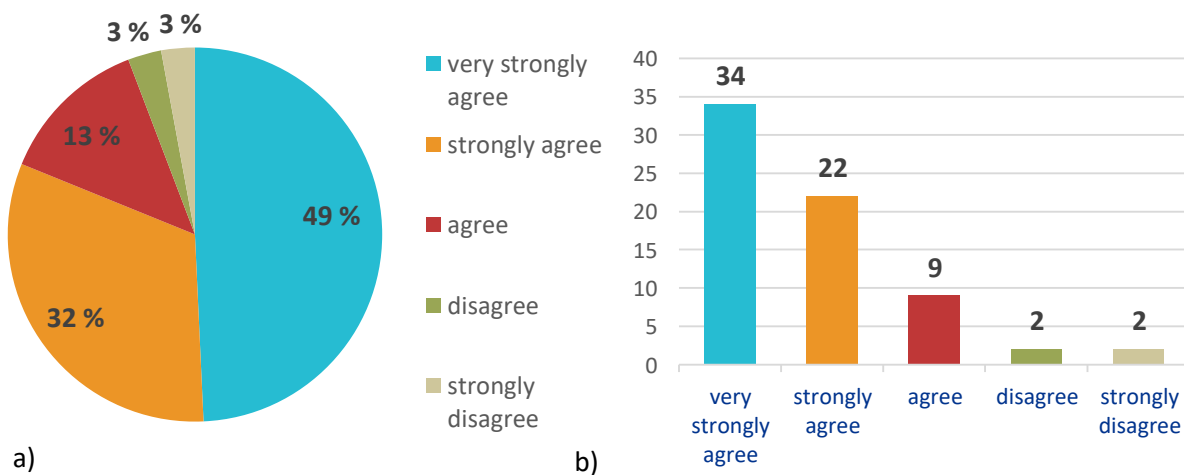 3 %
3 %
13 %
49 %
32 %
very strongly
agree
strongly agree
agree
disagree
strongly
disagree
a)
40
35
30
25
20
15
10
5
0
34
22
9
2
2
very
strongly
agree
strongly
agree
agree
disagree
strongly
disagree
b)